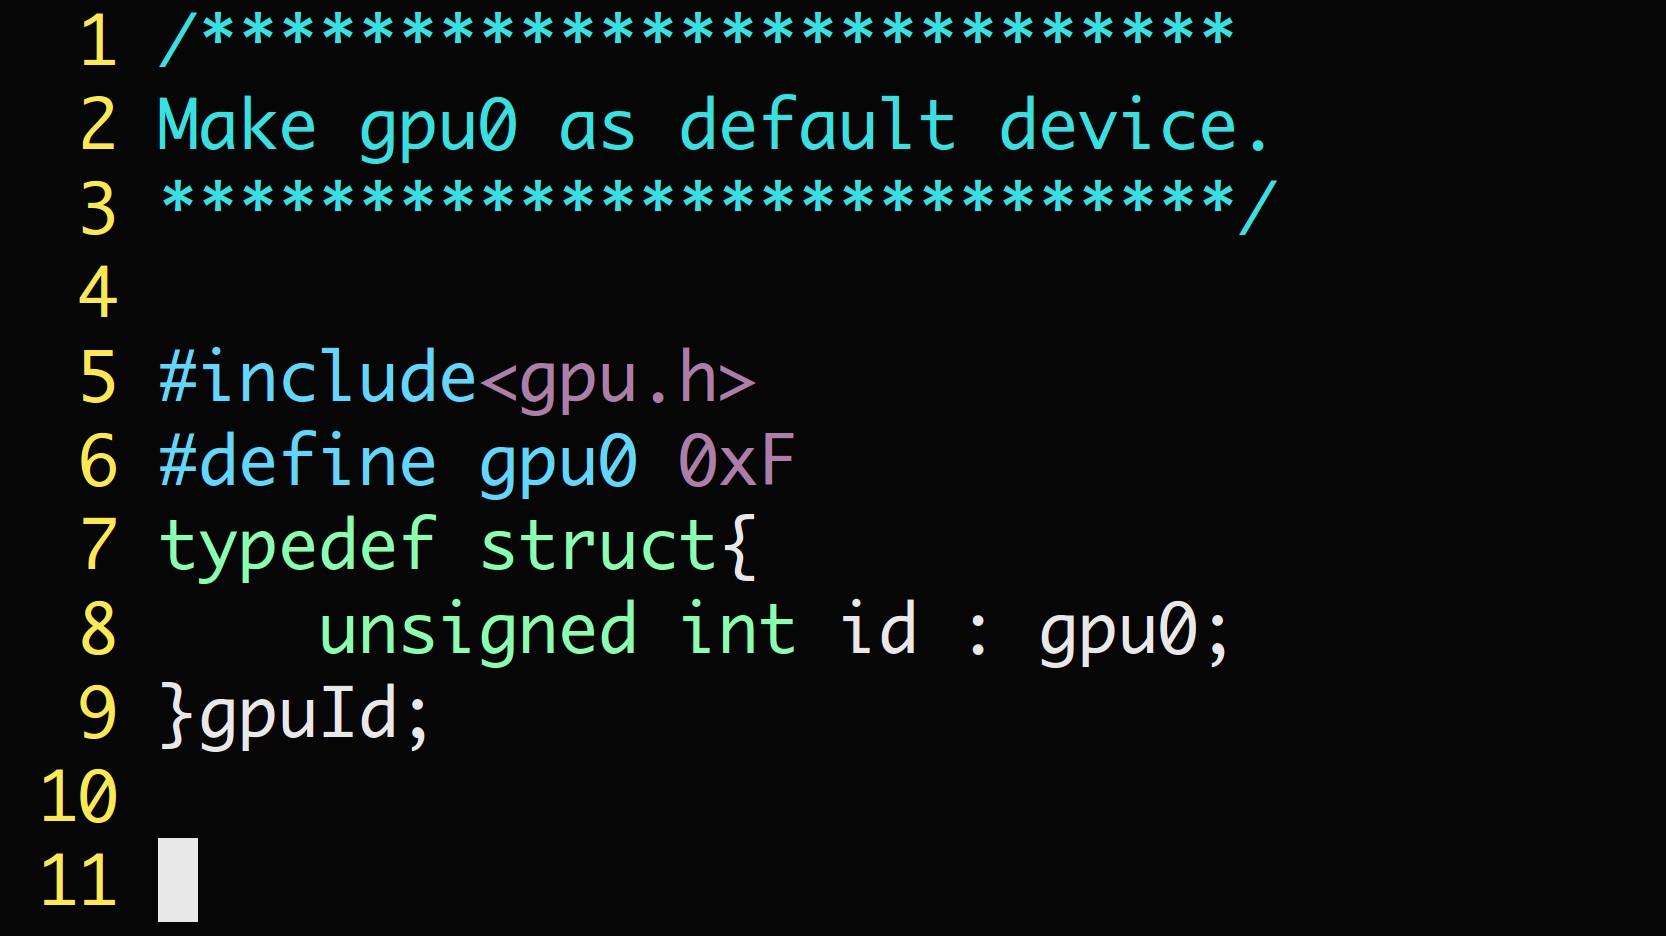 1 /**************************
2 Make gpu0 as default device.
3 ***************************/
4
5 #include<gpu.h>
6 #define gpu0 0xF
7 typedef struct{
8     unsigned int id : gpu0;
9 }gpuId;
10
11